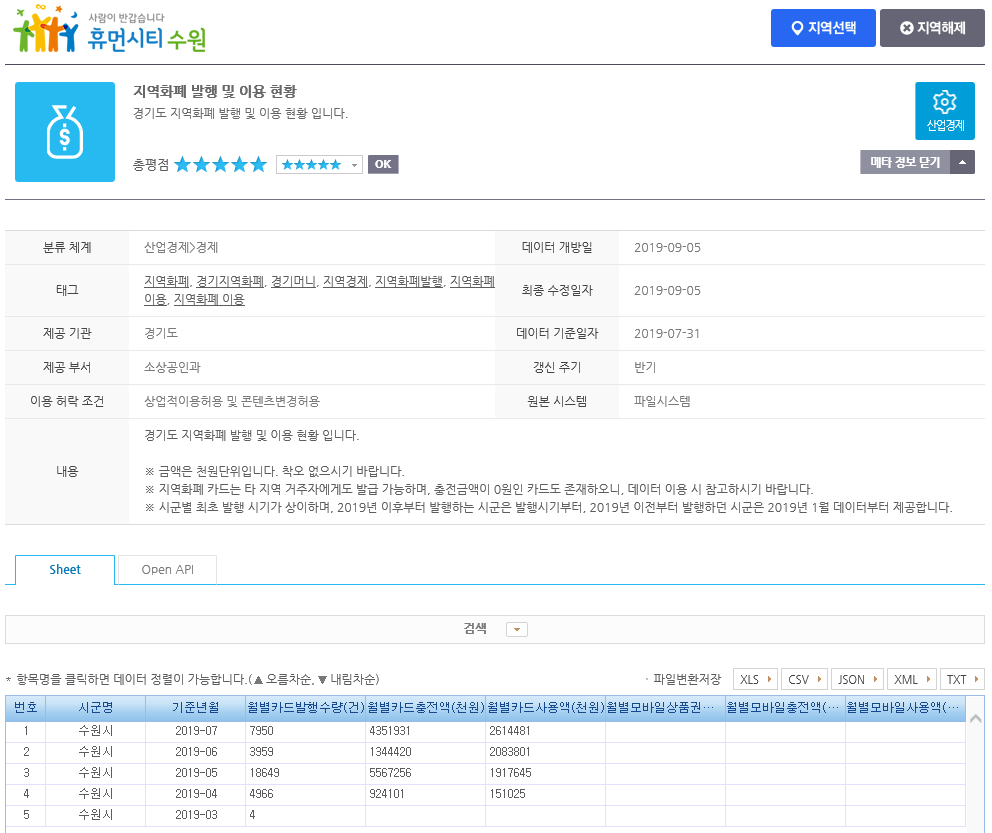 사람이 반갑습니다
휴먼시티 수원
지역선택
지역해제
지역화폐 발행 및 이용 현황
경기도 지역화폐 발행 및 이용 현황 입니다.
산업경제
총평점 ★★★★★ ★★★★★ OK
메타 정보 닫기
분류 체계 산업경제>경제 데이터 개방일 2019-09-05
태그 지역화폐, 경기지역화폐, 경기머니, 지역경제, 지역화폐발행, 지역화폐
이용, 지역화폐 이용 최종 수정일자 2019-09-05
제공 기관 경기도 데이터 기준일자 2019-07-31
제공 부서 소상공인과 갱신 주기 반기
이용 허락 조건 상업적이용허용 및 콘텐츠변경허용 원본 시스템 파일시스템
내용
경기도 지역화폐 발행 및 이용 현황 입니다.
※ 금액은 천원단위입니다. 착오 없으시기 바랍니다.
※ 지역화폐 카드는 타 지역 거주자에게도 발급 가능하며, 충전금액이 0원인 카드도 존재하오니, 데이터 이용 시 참고하시기 바랍니다.
※ 시군별 최초 발행 시기가 상이하며, 2019년 이후부터 발행하는 시군은 발행시기부터, 2019년 이전부터 발행하던 시군은 2019년 1월 데이터부터 제공합니다.
Sheet Open API
검색
* 항목명을 클릭하면 데이터 정렬이 가능합니다.(▲ 오름차순, ▼ 내림차순)
· 파일변환저장 XLS CSV JSON XML TXT
번호 시군명 기준년월 월별카드발행수량(건) 월별카드충전액(천원) 월별카드사용액(천원) 월별모바일상품권… 월별모바일충전액(… 월별모바일사용액(…
1 수원시 2019-07 7950 4351931 2614481
2 수원시 2019-06 3959 1344420 2083801
3 수원시 2019-05 18649 5567256 1917645
4 수원시 2019-04 4966 924101 151025
5 수원시 2019-03 4